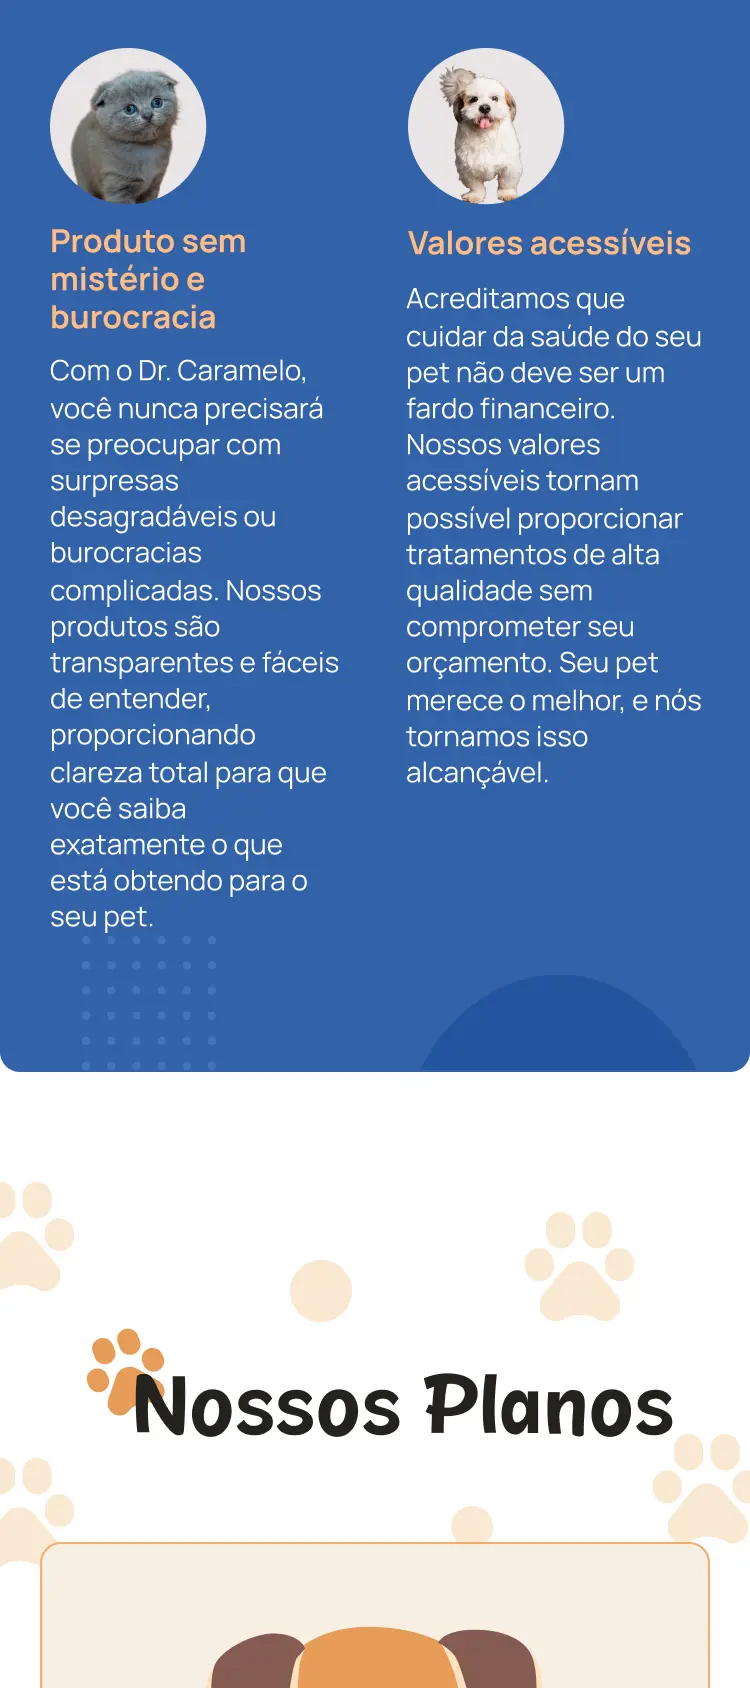 Produto sem
mistério e
burocracia
Com o Dr. Caramelo,
você nunca precisará
se preocupar com
surpresas
desagradáveis ou
burocracias
complicadas. Nossos
produtos são
transparentes e fáceis
de entender,
proporcionando
clareza total para que
você saiba
exatamente o que
está obtendo para o
seu pet.
Valores acessíveis
Acreditamos que
cuidar da saúde do seu
pet não deve ser um
fardo financeiro.
Nossos valores
acessíveis tornam
possível proporcionar
tratamentos de alta
qualidade sem
comprometer seu
orçamento. Seu pet
merece o melhor, e nós
tornamos isso
alcançável.
Nossos Planos